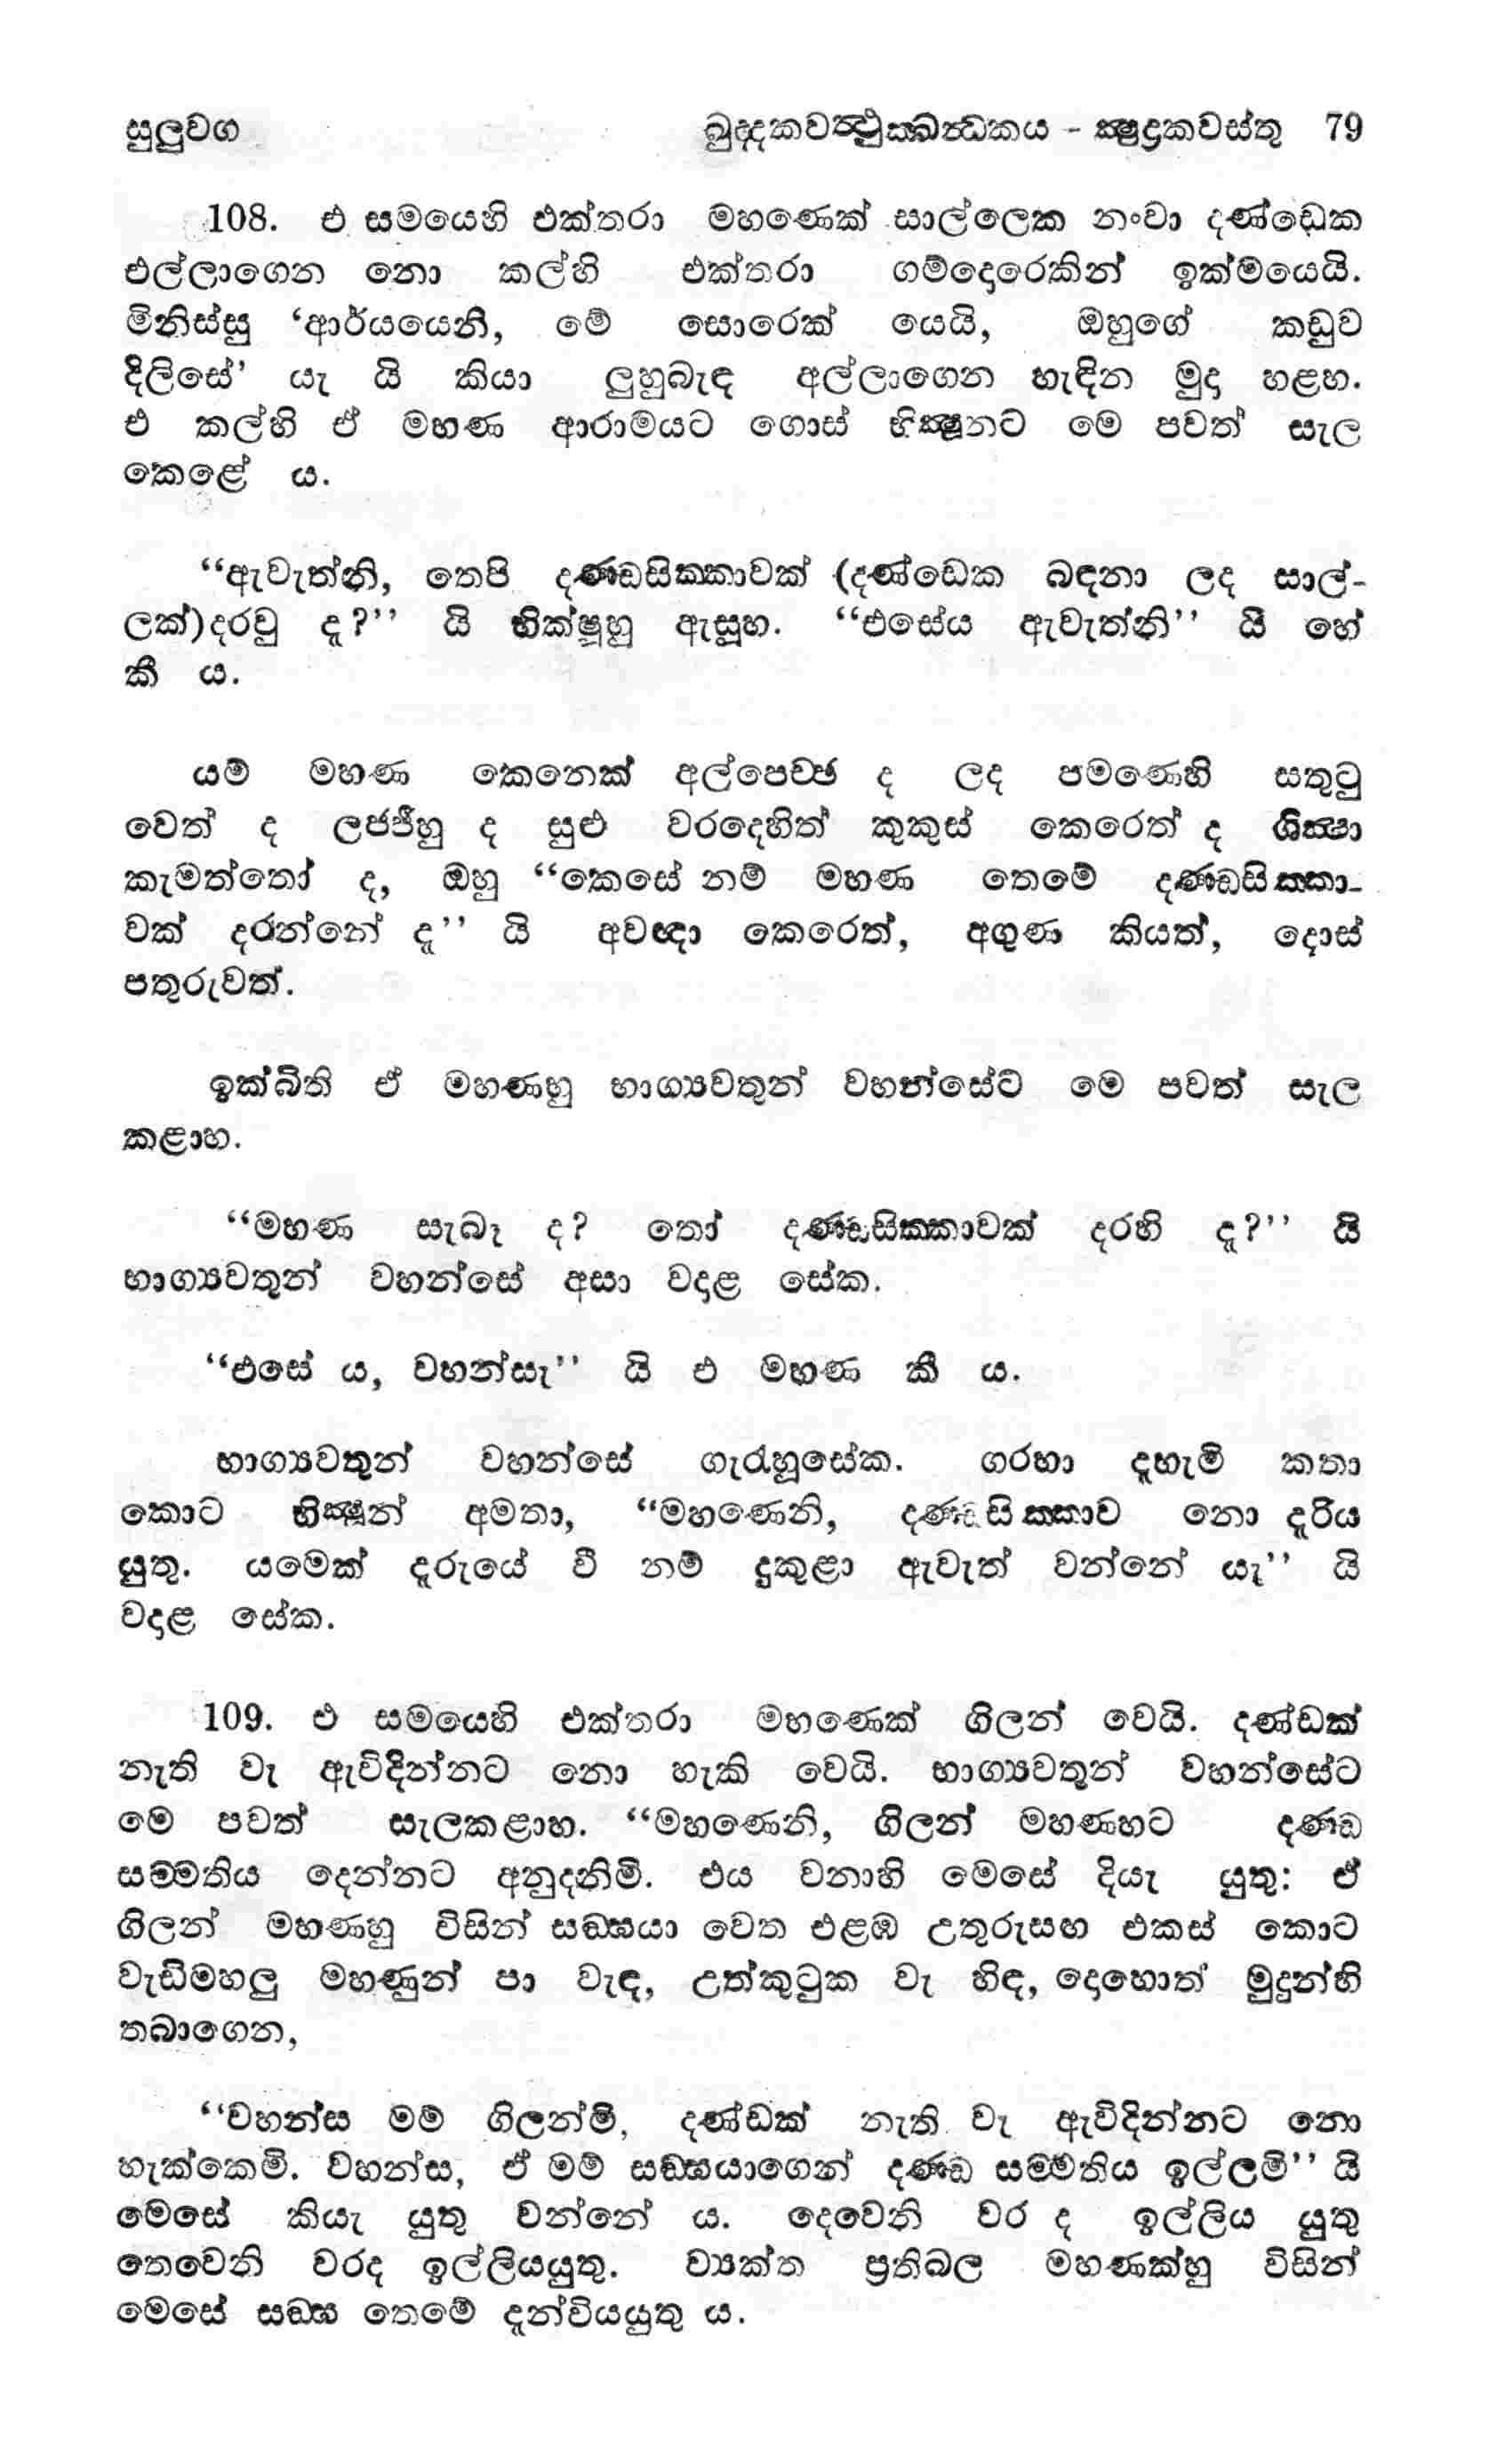 සුලුවග ඛුද්දකවත්ථුක්ඛන්ධකය - ක්‍ෂුද්‍රකවස්තු 79
108. එ සමයෙහි එක්තරා මහණෙක් සාල්ලෙක නංවා දණ්ඩෙක
එල්ලාගෙන නො කල්හි එක්තරා ගම්දොරෙකින් ඉක්මයෙයි.
මිනිස්සු ‘ආර්යයෙනි, මේ සොරෙක් යෙයි, ඔහුගේ කඩුව
දිලිසේ’ යැ යි කියා ලුහුබැඳ අල්ලාගෙන හැඳින මුදා හළහ.
එ කල්හි ඒ මහණ ආරාමයට ගොස් භික්‍ෂූනට මෙ පවත් සැල
කෙළේ ය.
“ඇවැත්නි, තෙපි දණ්ඩසික්කාවක් (දණ්ඩෙක බඳනා ලද සාල්-
ලක්)දරවු ද?” යි භික්ෂූහු ඇසූහ. “එසේය ඇවැත්නි” යි හේ
කී ය.
යම් මහණ කෙනෙක් අල්පෙච්ඡ ද ලද පමණෙහි සතුටු
වෙත් ද ලජ්ජීහු ද සුළු වරදෙහිත් කුකුස් කෙරෙත් ද ශික්‍ෂා
කැමත්තෝ ද, ඔහු “කෙසේ නම් මහණ තෙමේ දණ්ඩසික්කා-
වක් දරන්නේ ද” යි අවඥා කෙරෙත්, අගුණ කියත්, දොස්
පතුරුවත්.
ඉක්බිති ඒ මහණහු භාග්‍යවතුන් වහන්සේට මෙ පවත් සැල
කළාහ.
“මහණ සැබෑ ද? තෝ දණ්ඩසික්කාවක් දරහි ද?” යි
භාග්‍යවතුන් වහන්සේ අසා වදාළ සේක.
“එසේ ය, වහන්සැ” යි එ මහණ කී ය.
භාග්‍යවතුන් වහන්සේ ගැරැහූසේක. ගරහා දැහැමි කතා
කොට භික්‍ෂූන් අමතා, “මහණෙනි, දණ්ඩසික්කාව නො දැරිය
යුතු. යමෙක් දැරුයේ වී නම් දුකුළා ඇවැත් වන්නේ යැ” යි
වදාළ සේක.
109. එ සමයෙහි එක්තරා මහණෙක් ගිලන් වෙයි. දණ්ඩක්
නැති වැ ඇවිදින්නට නො හැකි වෙයි. භාග්‍යවතුන් වහන්සේට
මෙ පවත් සැලකළාහ. “මහණෙනි, ගිලන් මහණහට දණ්ඩ
සම්මතිය දෙන්නට අනුදනිමි. එය වනාහි මෙසේ දියැ යුතු: ඒ
ගිලන් මහණහු විසින් සඞ්ඝයා වෙත එළඹ උතුරුසඟ එකස් කොට
වැඩිමහලු මහණුන් පා වැඳ, උත්කුටුක වැ හිඳ, දොහොත් මුදුන්හි
තබාගෙන,
“වහන්ස මම් ගිලන්මි, දණ්ඩක් නැති වැ ඇවිදින්නට නො
හැක්කෙමි. වහන්ස, ඒ මම් සඞ්ඝයාගෙන් දණ්ඩ සම්මතිය ඉල්ලමි” යි
මෙසේ කියැ යුතු වන්නේ ය. දෙවෙනි වර ද ඉල්ලිය යුතු
තෙවෙනි වරද ඉල්ලියයුතු. ව්‍යක්ත ප්‍රතිබල මහණක්හු විසින්
මෙසේ සඞ්ඝ තෙමේ දැන්වියයුතු ය.